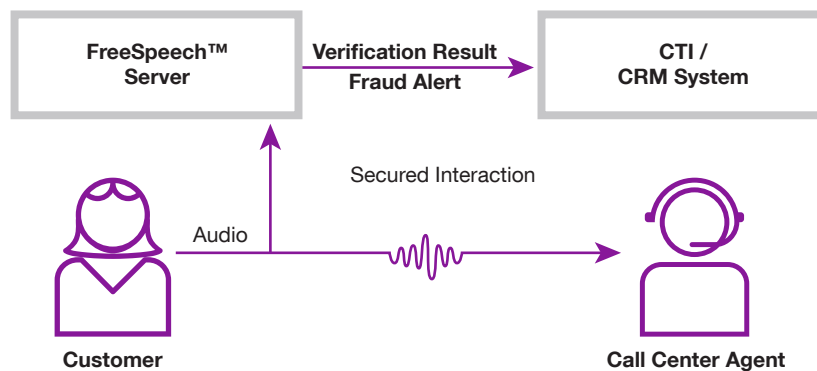 FreeSpeech™
Server
Verification Result
Fraud Alert
CTI /
CRM System
Secured Interaction
Audio
Customer
Call Center Agent